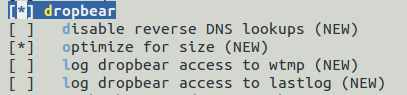 [*] dropbear
[ ] disable reverse DNS lookups (NEW)
[*] optimize for size (NEW)
[ ] log dropbear access to wtmp (NEW)
[ ] log dropbear access to lastlog (NEW)